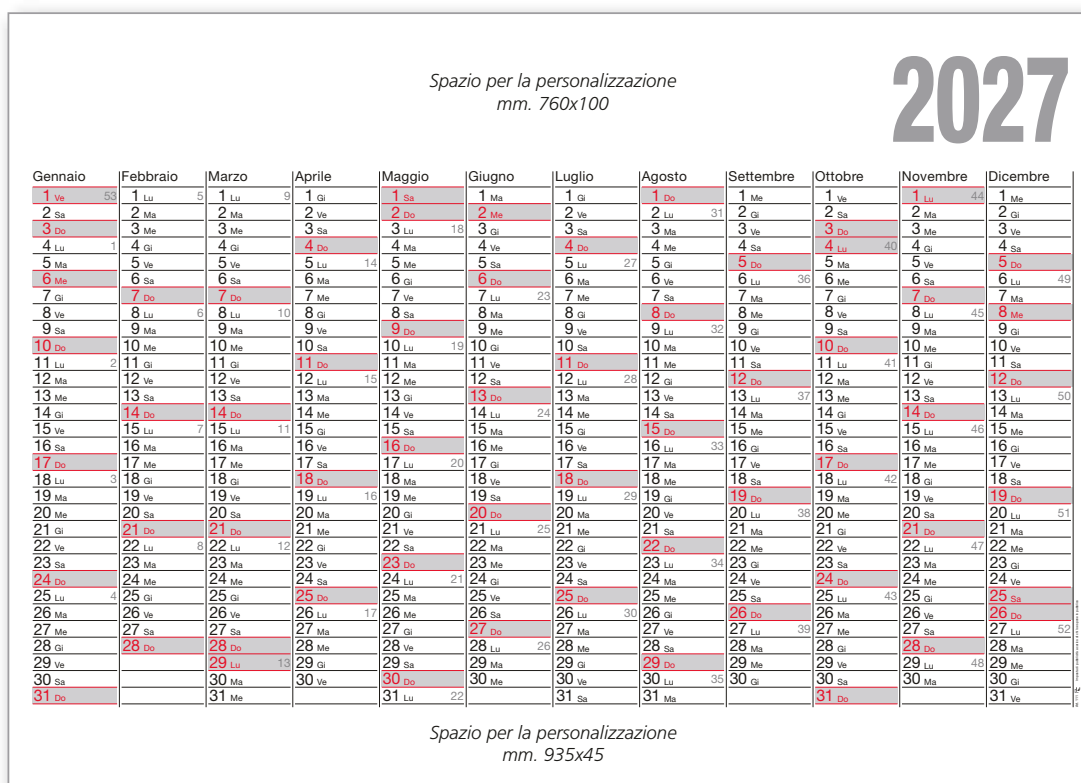 Spazio per la personalizzazione
mm. 760x100
2027
Gennaio Febbraio Marzo Aprile Maggio Giugno Luglio Agosto Settembre Ottobre Novembre Dicembre
1 Ve 53 1 Lu 5 1 Lu 9 1 Gi 1 Sa 1 Ma 1 Gi 1 Do 1 Me 1 Ve 1 Lu 44 1 Me
2 Sa 2 Ma 2 Ma 2 Ve 2 Do 2 Me 2 Ve 2 Lu 31 2 Gi 2 Sa 2 Ma 2 Gi
3 Do 3 Me 3 Me 3 Sa 3 Lu 18 3 Gi 3 Sa 3 Ma 3 Ve 3 Do 3 Me 3 Ve
4 Lu 1 4 Gi 4 Gi 4 Do 4 Ma 4 Ve 4 Do 4 Me 4 Sa 4 Lu 40 4 Gi 4 Sa
5 Ma 5 Ve 5 Ve 5 Lu 14 5 Me 5 Sa 5 Lu 27 5 Gi 5 Do 5 Ma 5 Ve 5 Do
6 Me 6 Sa 6 Sa 6 Ma 6 Gi 6 Do 6 Ma 6 Ve 6 Lu 36 6 Me 6 Sa 6 Lu 49
7 Gi 7 Do 7 Do 7 Me 7 Ve 7 Lu 23 7 Me 7 Sa 7 Ma 7 Gi 7 Do 7 Ma
8 Ve 8 Lu 6 8 Lu 10 8 Gi 8 Sa 8 Ma 8 Gi 8 Do 8 Me 8 Ve 8 Lu 45 8 Me
9 Sa 9 Ma 9 Ma 9 Ve 9 Do 9 Me 9 Ve 9 Lu 32 9 Gi 9 Sa 9 Ma 9 Gi
10 Do 10 Me 10 Me 10 Sa 10 Lu 19 10 Gi 10 Sa 10 Ma 10 Ve 10 Do 10 Me 10 Ve
11 Lu 2 11 Gi 11 Gi 11 Do 11 Ma 11 Ve 11 Do 11 Me 11 Sa 11 Lu 41 11 Gi 11 Sa
12 Ma 12 Ve 12 Ve 12 Lu 15 12 Me 12 Sa 12 Lu 28 12 Gi 12 Do 12 Ma 12 Ve 12 Do
13 Me 13 Sa 13 Sa 13 Ma 13 Gi 13 Do 13 Ma 13 Ve 13 Lu 37 13 Me 13 Sa 13 Lu 50
14 Gi 14 Do 14 Do 14 Me 14 Ve 14 Lu 24 14 Me 14 Sa 14 Ma 14 Gi 14 Do 14 Ma
15 Ve 15 Lu 7 15 Lu 11 15 Gi 15 Sa 15 Ma 15 Gi 15 Do 15 Me 15 Ve 15 Lu 46 15 Me
16 Sa 16 Ma 16 Ma 16 Ve 16 Do 16 Me 16 Ve 16 Lu 33 16 Gi 16 Sa 16 Ma 16 Gi
17 Do 17 Me 17 Me 17 Sa 17 Lu 20 17 Gi 17 Sa 17 Ma 17 Ve 17 Do 17 Me 17 Ve
18 Lu 3 18 Gi 18 Gi 18 Do 18 Ma 18 Ve 18 Do 18 Me 18 Sa 18 Lu 42 18 Gi 18 Sa
19 Ma 19 Ve 19 Ve 19 Lu 16 19 Me 19 Sa 19 Lu 29 19 Gi 19 Do 19 Ma 19 Ve 19 Do
20 Me 20 Sa 20 Sa 20 Ma 20 Gi 20 Do 20 Ma 20 Ve 20 Lu 38 20 Me 20 Sa 20 Lu 51
21 Gi 21 Do 21 Do 21 Me 21 Ve 21 Lu 25 21 Me 21 Sa 21 Ma 21 Gi 21 Do 21 Ma
22 Ve 22 Lu 8 22 Lu 12 22 Gi 22 Sa 22 Ma 22 Gi 22 Do 22 Me 22 Ve 22 Lu 47 22 Me
23 Sa 23 Ma 23 Ma 23 Ve 23 Do 23 Me 23 Ve 23 Lu 34 23 Gi 23 Sa 23 Ma 23 Gi
24 Do 24 Me 24 Me 24 Sa 24 Lu 21 24 Gi 24 Sa 24 Ma 24 Ve 24 Do 24 Me 24 Ve
25 Lu 4 25 Gi 25 Gi 25 Do 25 Ma 25 Ve 25 Do 25 Me 25 Sa 25 Lu 43 25 Gi 25 Sa
26 Ma 26 Ve 26 Ve 26 Lu 17 26 Me 26 Sa 26 Lu 30 26 Gi 26 Do 26 Ma 26 Ve 26 Do
27 Me 27 Sa 27 Sa 27 Ma 27 Gi 27 Do 27 Ma 27 Ve 27 Lu 39 27 Me 27 Sa 27 Lu 52
28 Gi 28 Do 28 Do 28 Me 28 Ve 28 Lu 26 28 Me 28 Sa 28 Ma 28 Gi 28 Do 28 Ma
29 Ve 29 Lu 13 29 Gi 29 Sa 29 Ma 29 Gi 29 Do 29 Me 29 Ve 29 Lu 48 29 Me
30 Sa 30 Ma 30 Ve 30 Do 30 Me 30 Ve 30 Lu 35 30 Gi 30 Sa 30 Ma 30 Gi
31 Do 31 Me 31 Lu 22 31 Sa 31 Ma 31 Do 31 Ve
Spazio per la personalizzazione
mm. 935x45